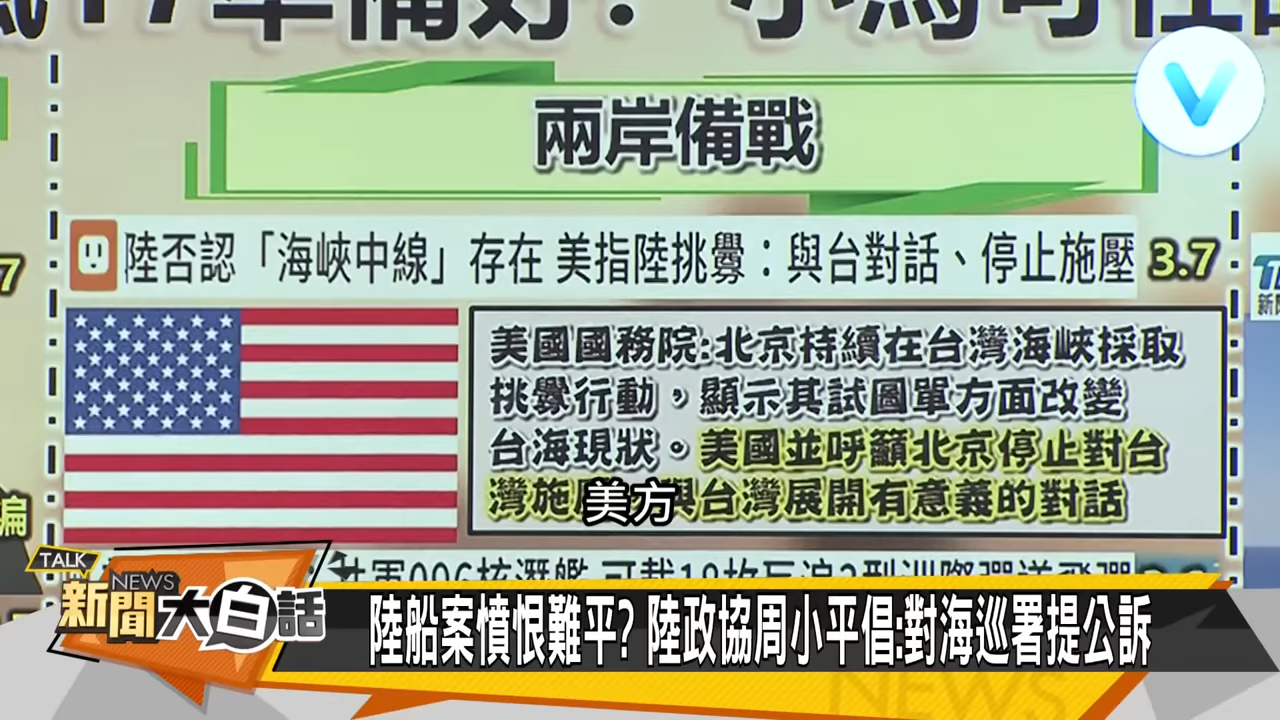 兩岸備戰
陸否認「海峽中線」存在 美指陸挑釁：與台對話、停止施壓 3.7
美國國務院:北京持續在台灣海峽採取
挑釁行動，顯示其試圖單方面改變
台海現狀。美國並呼籲北京停止對台
灣施
與台灣展開有意義的對話
美方
TALK
NEWS
新聞大白話
陸船案憤恨難平? 陸政協周小平倡:對海巡署提公訴
NEWS